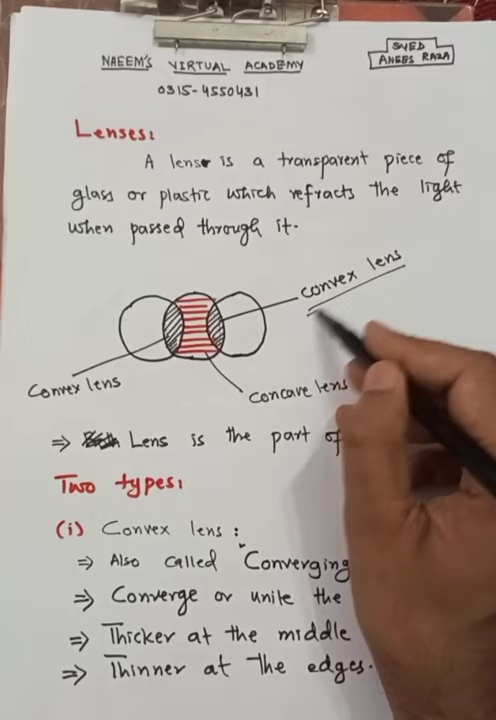 NAEEM's VIRTUAL ACADEMY
0315-4550431
SYED
ANEES RAZA
Lenses:
A lens is a transparent piece of
glass or plastic which refracts the light
when passed through it.
convex lens
Convex lens
concave lens
⇒ Lens is the part of
Two types:
(i) Convex lens:
⇒ Also called "Converging
⇒ Converge or unite the
⇒ Thicker at the middle
⇒ Thinner at the edges.